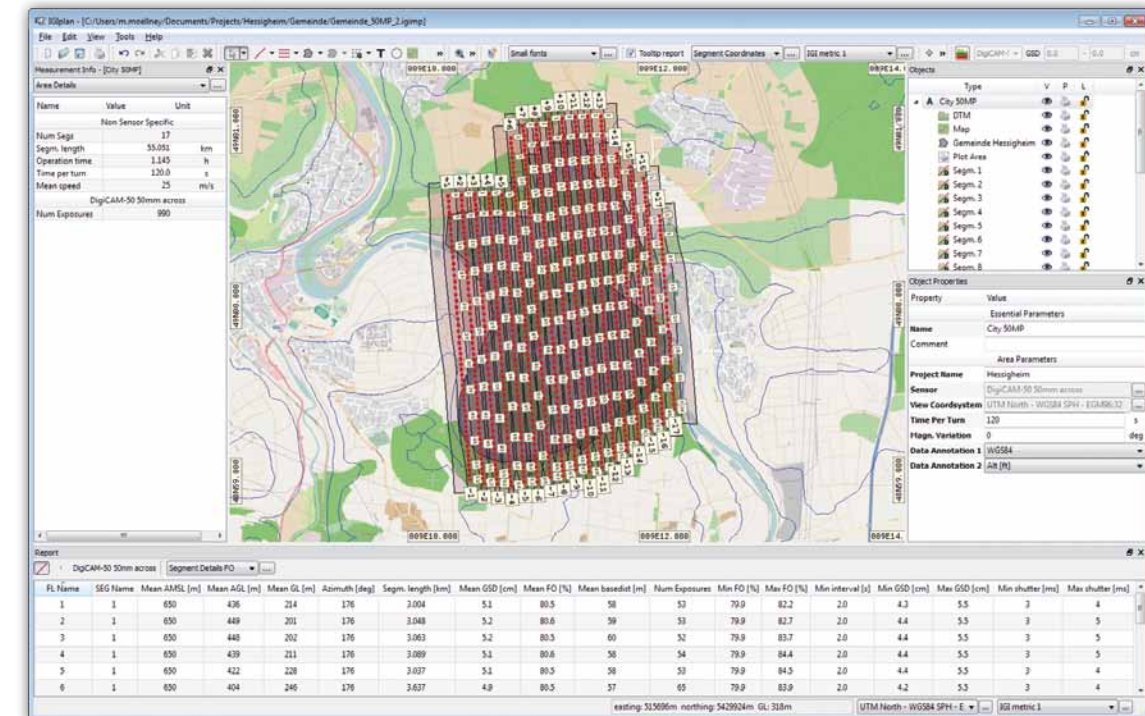 IGIplan - [C:/Users/m.moellney/Documents/Projects/Hessigheim/Gemeinde/Gemeinde_50MP_2.igimp]
File Edit View Tools Help
Small fonts Tooltip report Segment Coordinates IGI metric 1 GSD
Measurement Info - [City 50MP]
Area Details
Name Value Unit
Non Sensor Specific
Num Segs 17
Segm. length 55.051 km
Operation time 1.145 h
Time per turn 120.0 s
Mean speed 25 m/s
DigiCAM-50 50mm across
Num Exposures 990
009E10.000 009E12.000 009E14.
49N01.000
49N00.000
48N59.000
009E10.000 009E12.000 009E14.
Objects
Type V P L
A City 50MP
DTM
Map
Gemeinde Hessigheim
Plot Area
Segm. 1
Segm. 2
Segm. 3
Segm. 4
Segm. 5
Segm. 6
Segm. 7
Segm. 8
Object Properties
Property Value
Essential Parameters
Name City 50MP
Comment
Area Parameters
Project Name Hessigheim
Sensor DigiCAM-50 50mm across
View Coordsystem UTM North - WGS84 SPH - EGM96:32
Time Per Turn 120 s
Magn. Variation 0 deg
Data Annotation 1 WGS84
Data Annotation 2 Alt [ft]
Report
DigiCAM-50 50mm across Segment Details FO
FL Name SEG Name Mean AMSL [m] Mean AGL [m] Mean GL [m] Azimuth [deg] Segm. length [km] Mean GSD [cm] Mean FO [%] Mean basedist [m] Num Exposures Min FO [%] Max FO [%] Min interval [s] Min GSD [cm] Max GSD [cm] Min shutter [ms] Max shutter [ms]
1 1 650 436 214 176 3.004 5.1 80.5 58 53 79.9 82.2 2.0 4.3 5.5 3 4
2 1 650 449 201 176 3.048 5.2 80.6 59 53 79.9 82.7 2.0 4.4 5.5 3 5
3 1 650 448 202 176 3.063 5.2 80.5 60 52 79.9 83.7 2.0 4.4 5.5 3 5
4 1 650 439 211 176 3.089 5.1 80.6 58 54 79.9 84.4 2.0 4.4 5.5 3 5
5 1 650 422 228 176 3.037 5.1 80.5 58 53 79.9 84.5 2.0 4.4 5.5 3 4
6 1 650 404 246 176 3.637 4.9 80.5 57 65 79.9 83.9 2.0 4.2 5.5 3 4
easting: 515696m northing: 5429924m GL: 318m UTM North - WGS84 SPH - E IGI metric 1